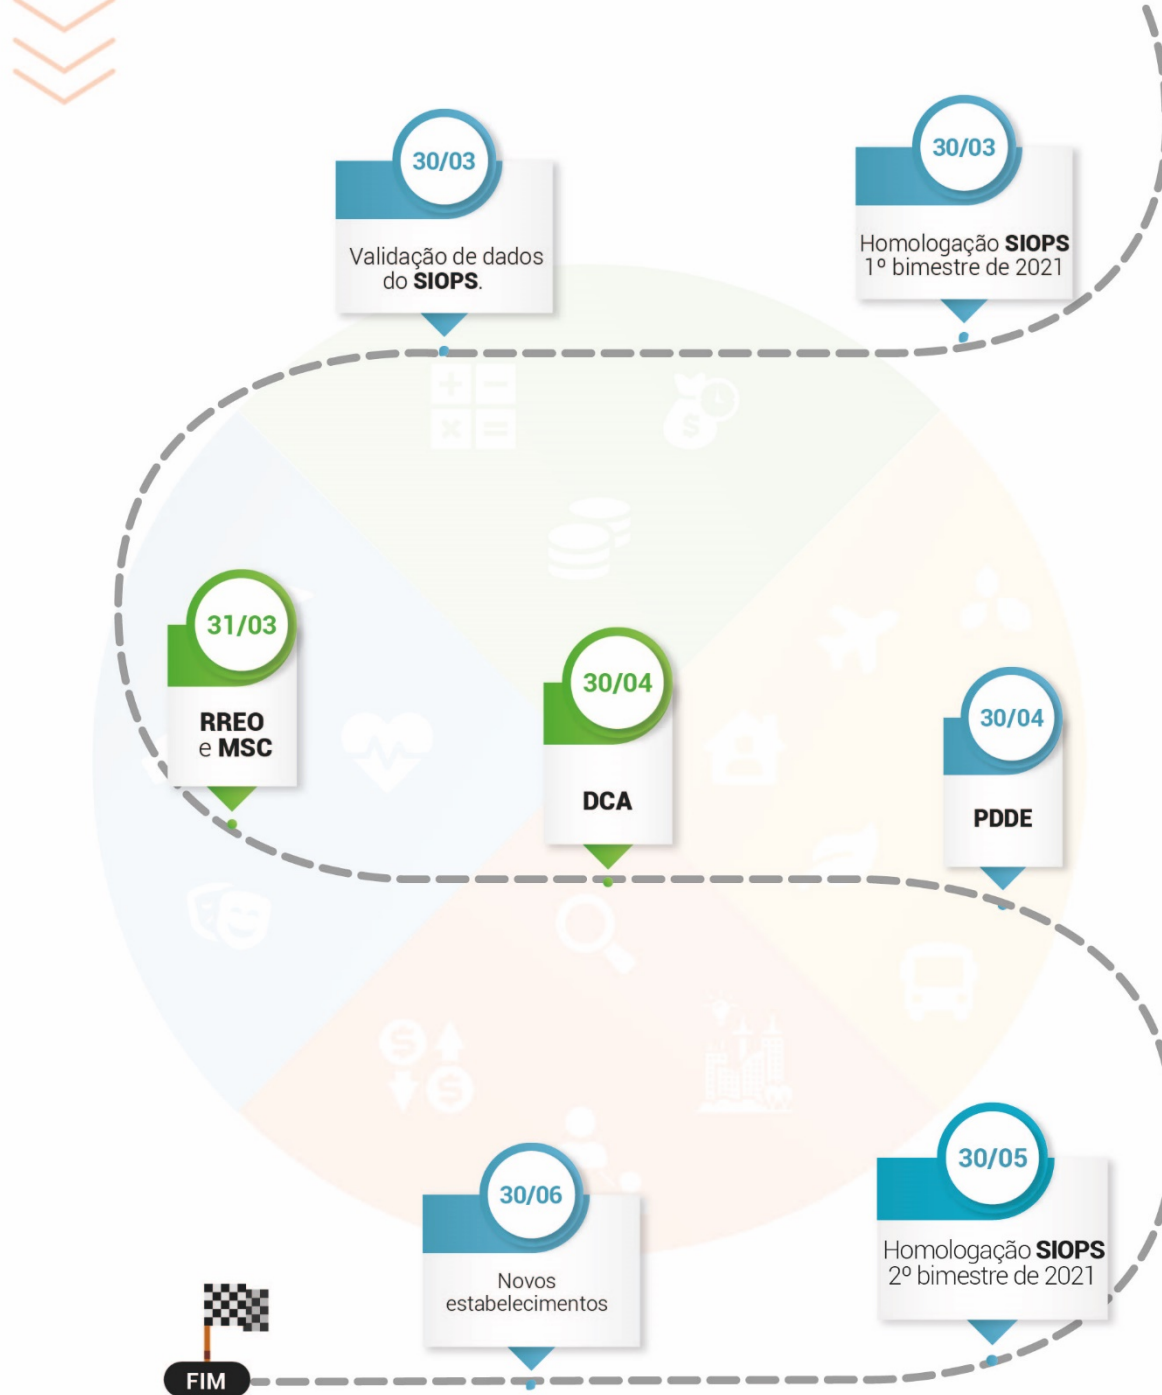 30/03
Validação de dados
do SIOPS.
30/03
Homologação SIOPS
1º bimestre de 2021
31/03
RREO
e MSC
30/04
DCA
30/04
PDDE
30/06
Novos
estabelecimentos
30/05
Homologação SIOPS
2º bimestre de 2021
FIM